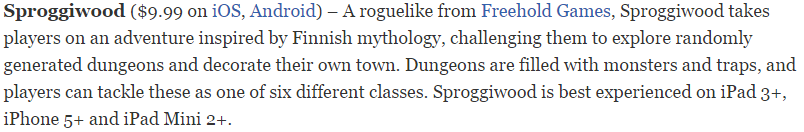 Sproggiwood ($9.99 on iOS, Android) – A roguelike from Freehold Games, Sproggiwood takes
players on an adventure inspired by Finnish mythology, challenging them to explore randomly
generated dungeons and decorate their own town. Dungeons are filled with monsters and traps, and
players can tackle these as one of six different classes. Sproggiwood is best experienced on iPad 3+,
iPhone 5+ and iPad Mini 2+.